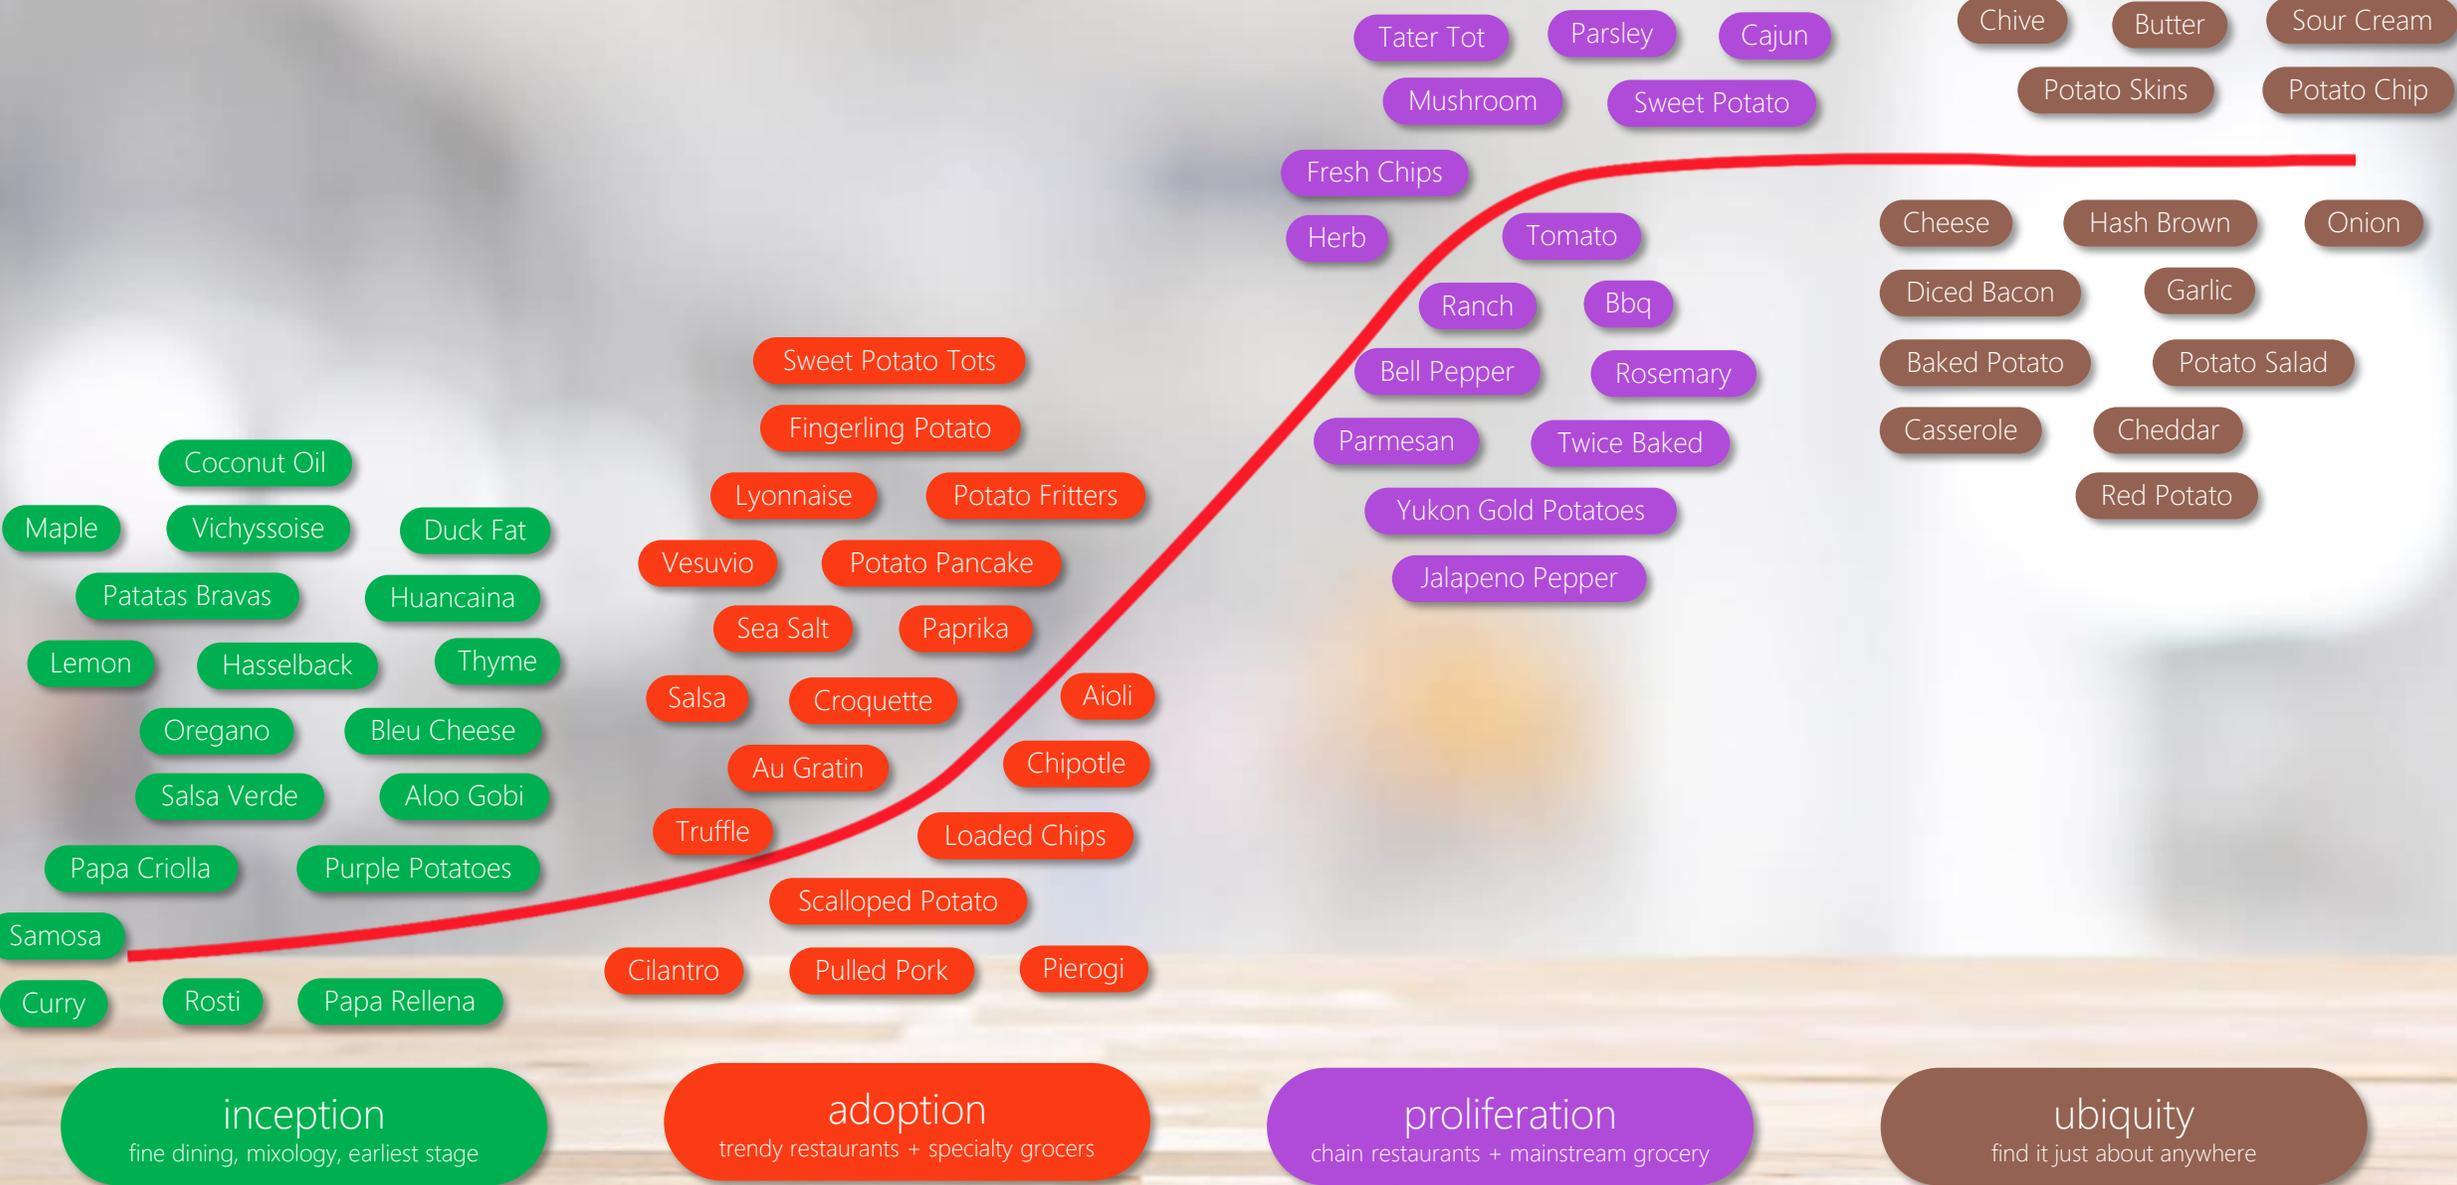 Tater Tot
Parsley
Cajun
Chive
Butter
Sour Cream
Mushroom
Sweet Potato
Potato Skins
Potato Chip
Fresh Chips
Herb
Tomato
Cheese
Hash Brown
Onion
Ranch
Bbq
Diced Bacon
Garlic
Sweet Potato Tots
Bell Pepper
Rosemary
Baked Potato
Potato Salad
Fingerling Potato
Parmesan
Twice Baked
Casserole
Cheddar
Coconut Oil
Lyonnaise
Potato Fritters
Yukon Gold Potatoes
Red Potato
Maple
Vichyssoise
Duck Fat
Vesuvio
Potato Pancake
Jalapeno Pepper
Patatas Bravas
Huancaina
Sea Salt
Paprika
Lemon
Hasselback
Thyme
Salsa
Croquette
Aioli
Oregano
Bleu Cheese
Au Gratin
Chipotle
Salsa Verde
Aloo Gobi
Truffle
Loaded Chips
Papa Criolla
Purple Potatoes
Scalloped Potato
Samosa
Cilantro
Pulled Pork
Pierogi
Curry
Rosti
Papa Rellena
inception
fine dining, mixology, earliest stage
adoption
trendy restaurants + specialty grocers
proliferation
chain restaurants + mainstream grocery
ubiquity
find it just about anywhere